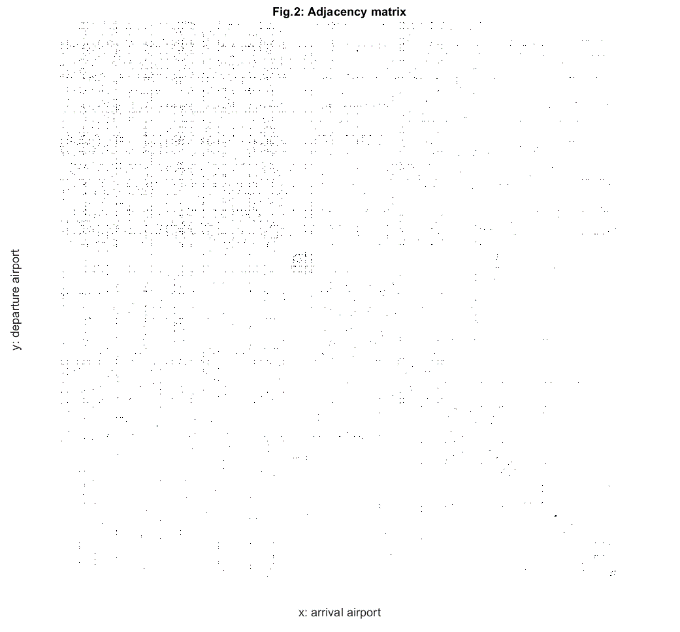 Fig.2: Adjacency matrix
y: departure airport
x: arrival airport